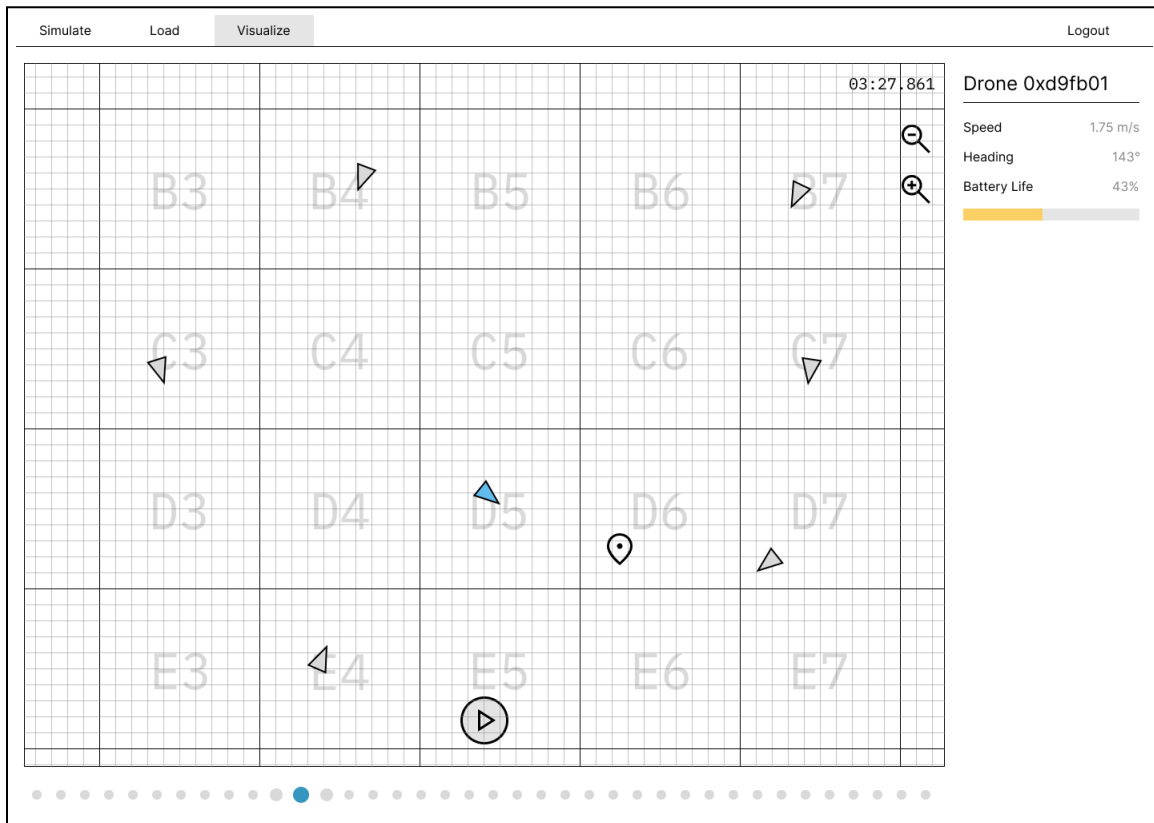 Simulate Load Visualize Logout
03:27.861
Drone 0xd9fb01
Speed 1.75 m/s
Heading 143°
Battery Life 43%
B3 B4 B5 B6 B7
C3 C4 C5 C6 C7
D3 D4 D5 D6 D7
E3 E4 E5 E6 E7